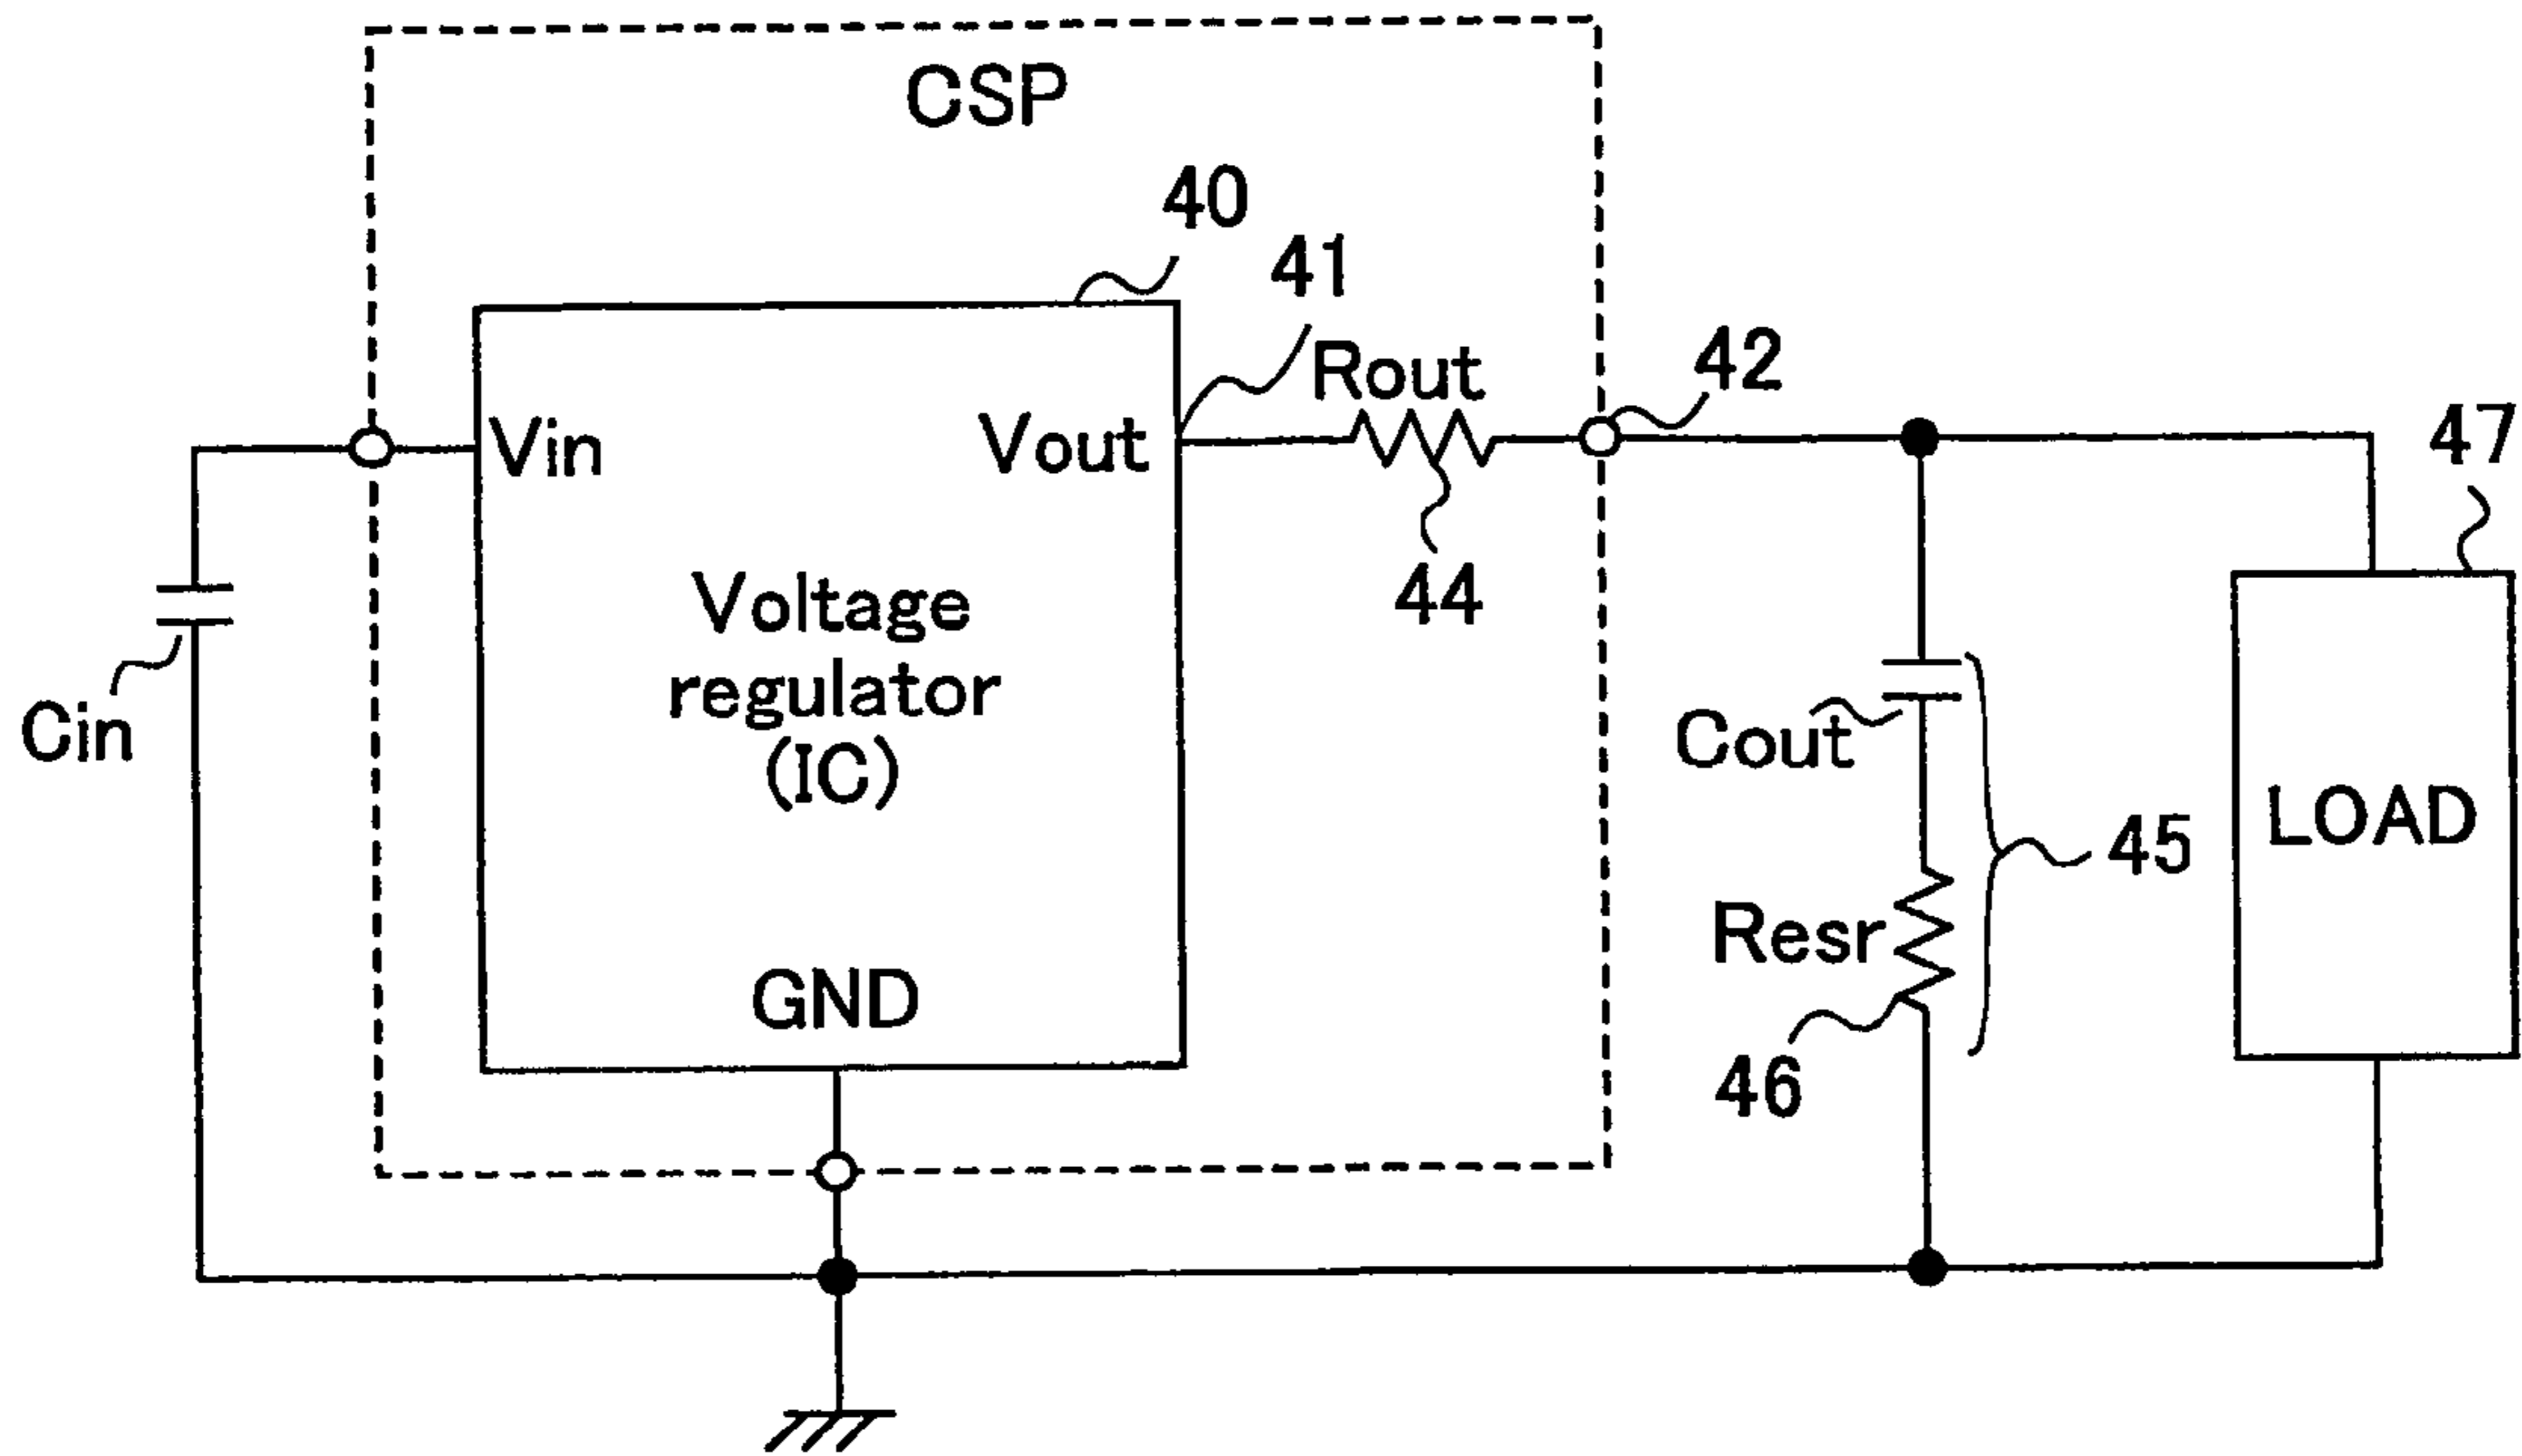 CSP
40
41
Rout
42
47
Vin
Vout
44
Voltage
regulator
(IC)
Cin
Cout
LOAD
45
Resr
GND
46